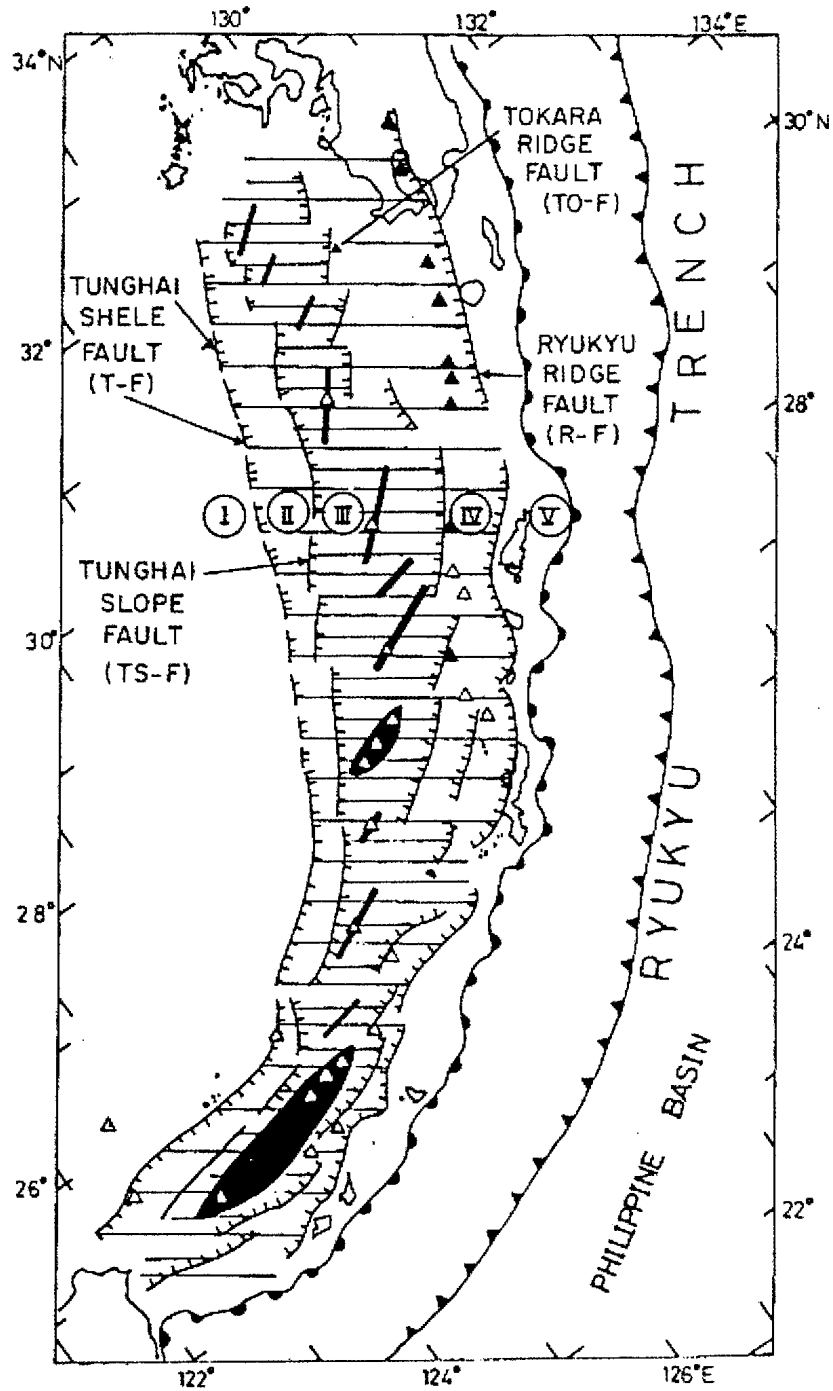 130°
132°
134°E
34°N
30°N
TOKARA
RIDGE
FAULT
(TO-F)
TRENCH
TUNGHAI
SHELE
FAULT
(T-F)
32°
RYUKYU
RIDGE
FAULT
(R-F)
28°
I
II
III
IV
V
TUNGHAI
SLOPE
FAULT
(TS-F)
30°
RYUKYU
28°
24°
PHILIPPINE BASIN
26°
22°
122°
124°
126°E